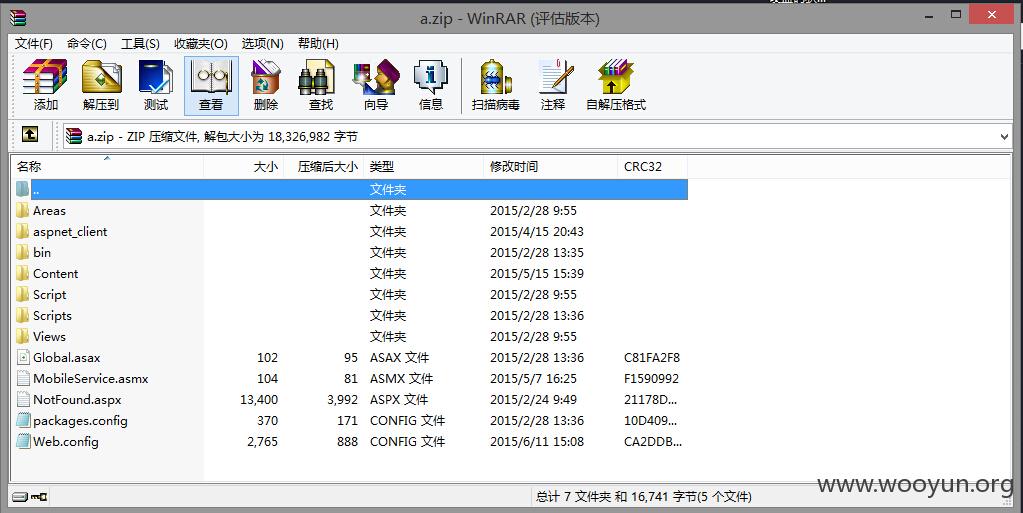 a.zip - WinRAR (评估版本)
文件(F) 命令(C) 工具(S) 收藏夹(O) 选项(N) 帮助(H)
添加 解压到 测试 查看 删除 查找 向导 信息 扫描病毒 注释 自解压格式
a.zip - ZIP 压缩文件, 解包大小为 18,326,982 字节
名称 大小 压缩后大小 类型 修改时间 CRC32
.. 文件夹
Areas 文件夹 2015/2/28 9:55
aspnet_client 文件夹 2015/4/15 20:43
bin 文件夹 2015/2/28 13:35
Content 文件夹 2015/5/15 15:39
Script 文件夹 2015/2/28 9:55
Scripts 文件夹 2015/2/28 13:36
Views 文件夹 2015/2/28 9:55
Global.asax 102 95 ASAX 文件 2015/2/28 13:36 C81FA2F8
MobileService.asmx 104 81 ASMX 文件 2015/5/7 16:25 F1590992
NotFound.aspx 13,400 3,992 ASPX 文件 2015/2/24 9:49 21178D...
packages.config 370 171 CONFIG 文件 2015/2/28 13:36 10D409...
Web.config 2,765 888 CONFIG 文件 2015/6/11 15:08 CA2DDB...
总计 7 文件夹 和 16,741 字节(5 个文件)
www.wooyun.org